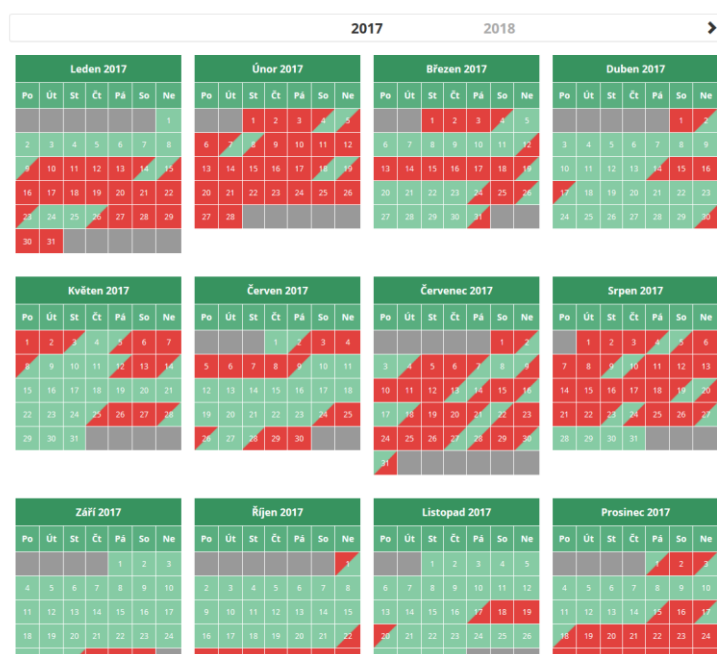 2017 2018
Leden 2017 Únor 2017 Březen 2017 Duben 2017
Po Út St Čt Pá So Ne Po Út St Čt Pá So Ne Po Út St Čt Pá So Ne Po Út St Čt Pá So Ne
1 1 2 3 4 5 1 2 3 4 5 1 2
2 3 4 5 6 7 8 6 7 8 9 10 11 12 6 7 8 9 10 11 12 3 4 5 6 7 8 9
9 10 11 12 13 14 15 13 14 15 16 17 18 19 13 14 15 16 17 18 19 10 11 12 13 14 15 16
16 17 18 19 20 21 22 20 21 22 23 24 25 26 20 21 22 23 24 25 26 17 18 19 20 21 22 23
23 24 25 26 27 28 29 27 28 27 28 29 30 31 24 25 26 27 28 29 30
30 31
Květen 2017 Červen 2017 Červenec 2017 Srpen 2017
Po Út St Čt Pá So Ne Po Út St Čt Pá So Ne Po Út St Čt Pá So Ne Po Út St Čt Pá So Ne
1 2 3 4 5 6 7 1 2 3 4 1 2 1 2 3 4 5 6
8 9 10 11 12 13 14 5 6 7 8 9 10 11 3 4 5 6 7 8 9 7 8 9 10 11 12 13
15 16 17 18 19 20 21 12 13 14 15 16 17 18 10 11 12 13 14 15 16 14 15 16 17 18 19 20
22 23 24 25 26 27 28 19 20 21 22 23 24 25 17 18 19 20 21 22 23 21 22 23 24 25 26 27
29 30 31 26 27 28 29 30 24 25 26 27 28 29 30 28 29 30 31
31
Září 2017 Říjen 2017 Listopad 2017 Prosinec 2017
Po Út St Čt Pá So Ne Po Út St Čt Pá So Ne Po Út St Čt Pá So Ne Po Út St Čt Pá So Ne
1 2 3 1 1 2 3 4 5 1 2 3
4 5 6 7 8 9 10 2 3 4 5 6 7 8 6 7 8 9 10 11 12 4 5 6 7 8 9 10
11 12 13 14 15 16 17 9 10 11 12 13 14 15 13 14 15 16 17 18 19 11 12 13 14 15 16 17
18 19 20 21 22 23 24 16 17 18 19 20 21 22 20 21 22 23 24 25 26 18 19 20 21 22 23 24